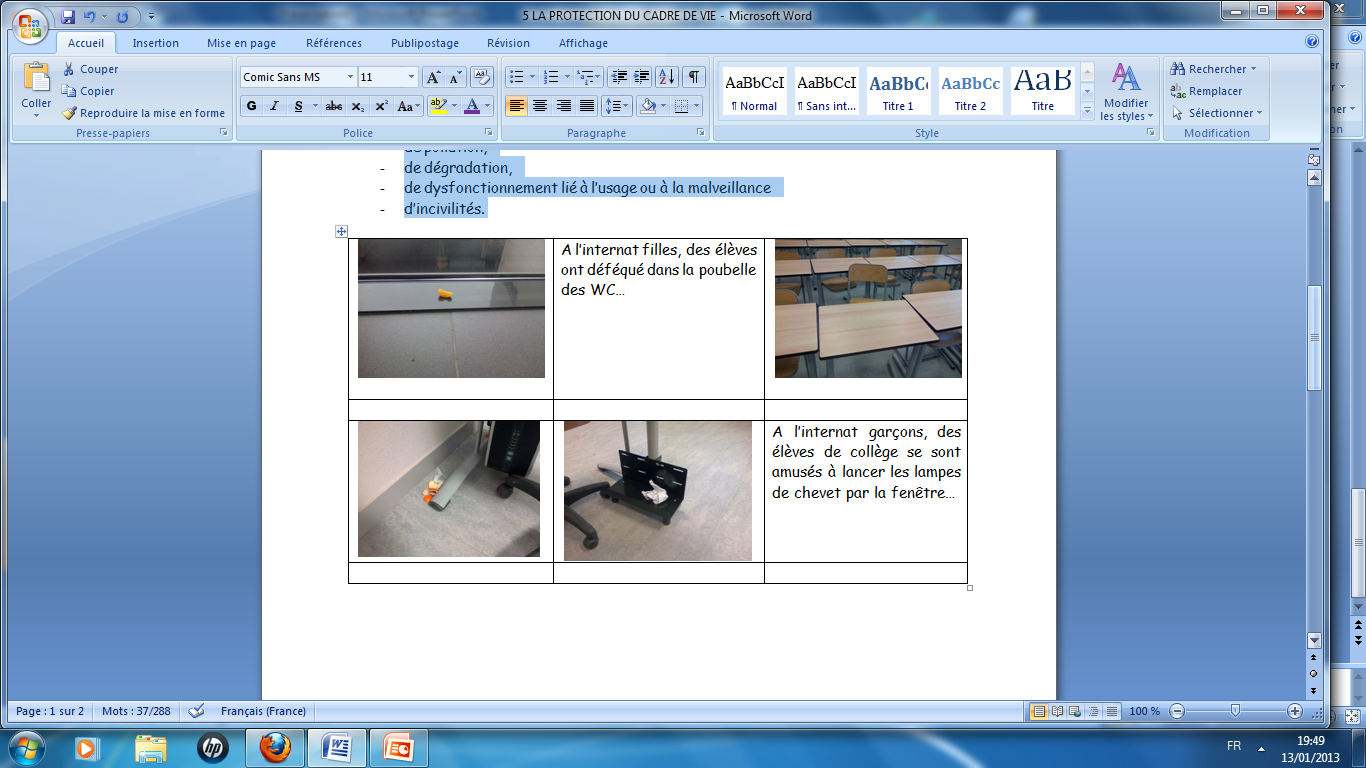 5 LA PROTECTION DU CADRE DE VIE - Microsoft Word
Accueil Insertion Mise en page Références Publipostage Révision Affichage
Coller
Couper
Copier
Reproduire la mise en forme
Presse-papiers
Comic Sans MS 11
G I S abc x₂ x² Aa
Police
Paragraphe
AaBbCcI AaBbCcI AaBbC AaBbCc AaB
¶ Normal ¶ Sans int... Titre 1 Titre 2 Titre
Modifier les styles
Style
Rechercher
Remplacer
Sélectionner
Modification
- de dégradation,
- de dysfonctionnement lié à l'usage ou à la malveillance
- d'incivilités.
A l'internat filles, des élèves
ont déféqué dans la poubelle
des WC…
A l'internat garçons, des
élèves de collège se sont
amusés à lancer les lampes
de chevet par la fenêtre…
Page : 1 sur 2 Mots : 37/288 Français (France) 100 %
FR 19:49
13/01/2013